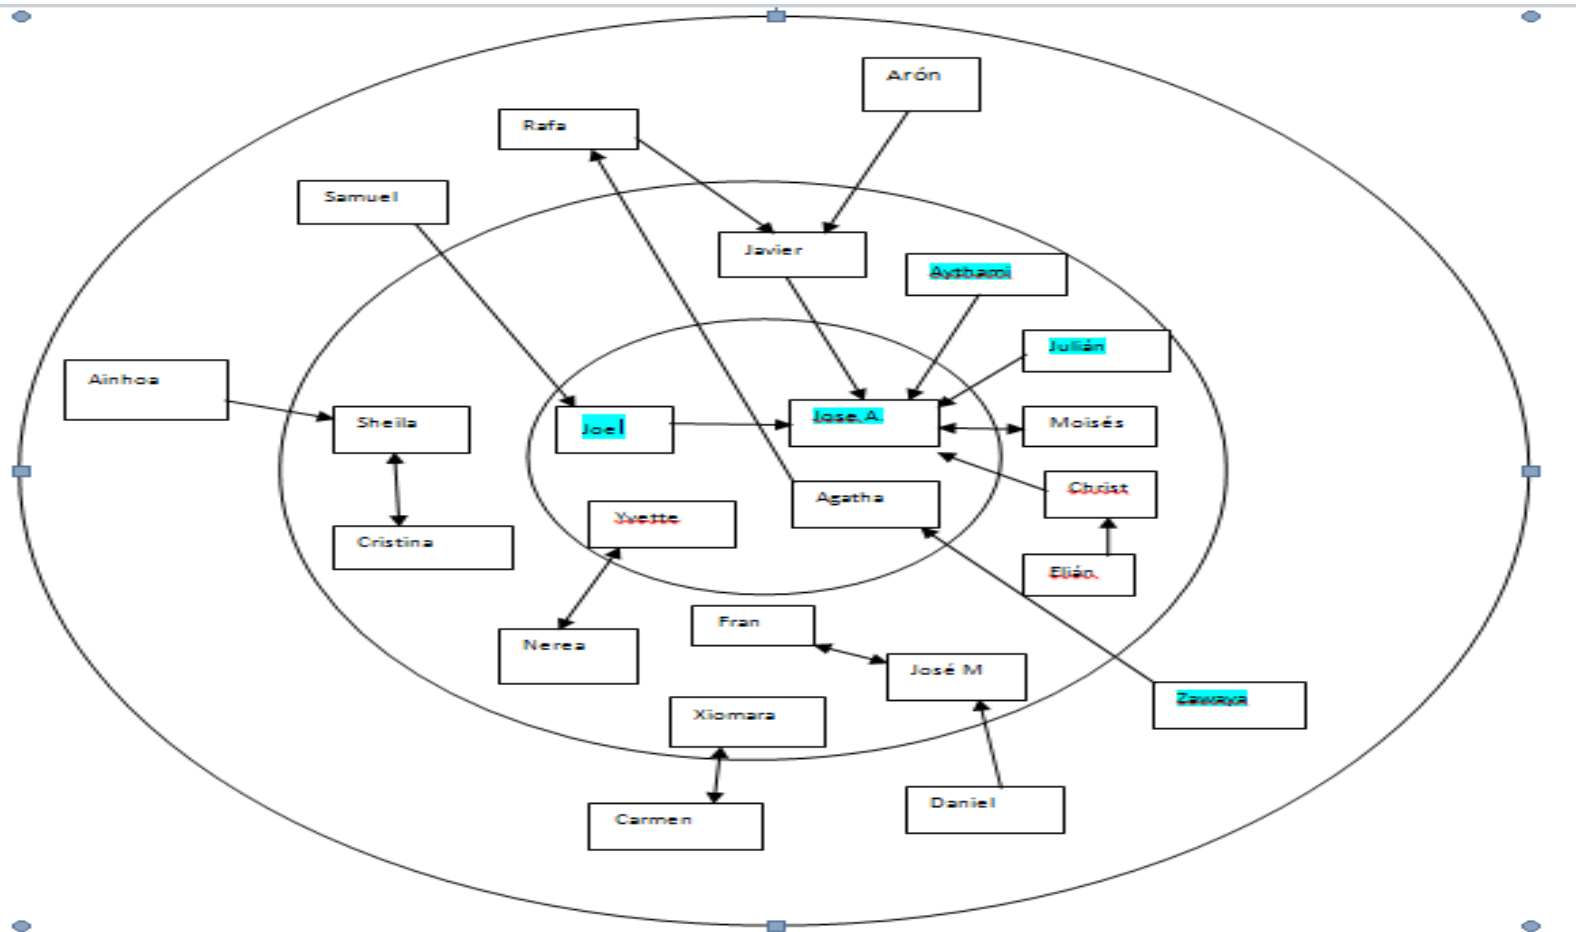 Arón
Rafa
Samuel
Javier
Aythami
Julián
Ainhoa
Sheila
Joel
Jose A.
Moisés
Christ
Agatha
Yvette
Cristina
Elián
Fran
Nerea
José M
Zawaya
Xiomara
Daniel
Carmen